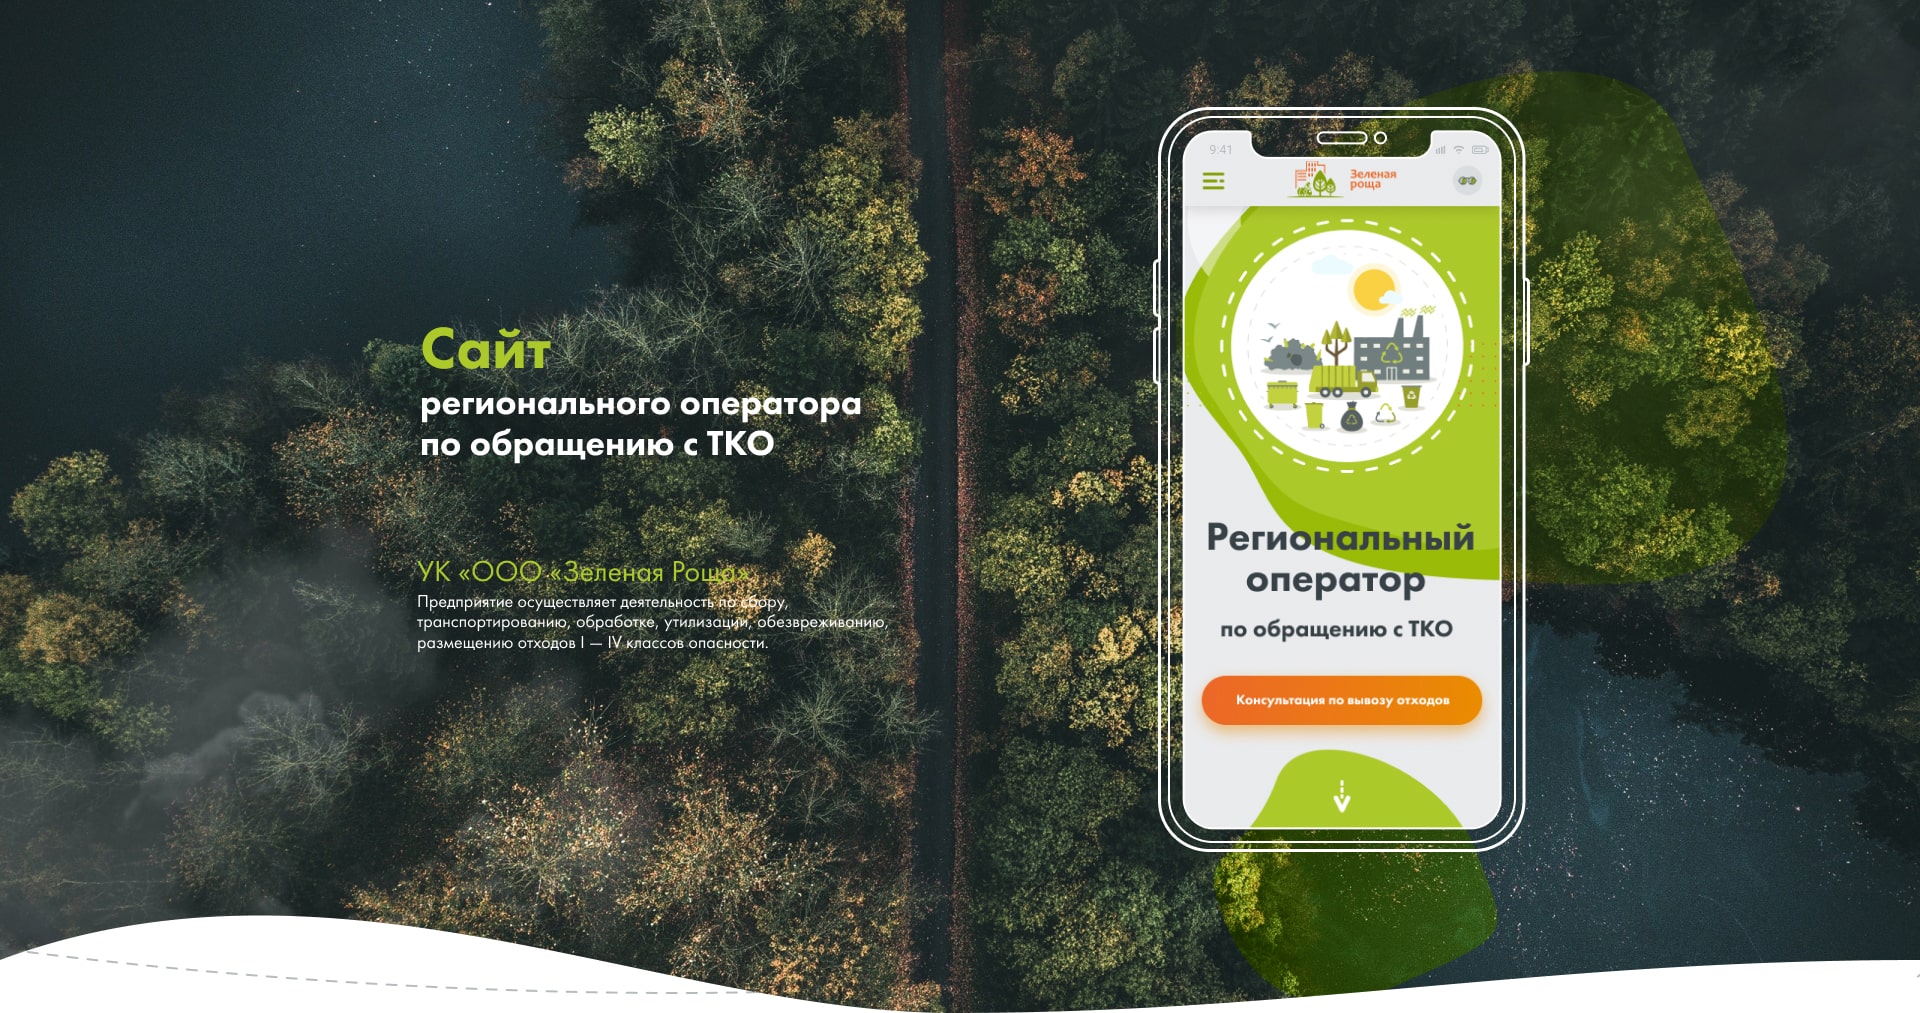 Сайт
регионального оператора
по обращению с ТКО
УК «ООО «Зеленая Роща»
Предприятие осуществляет деятельность по сбору,
транспортированию, обработке, утилизации, обезвреживанию,
размещению отходов I — IV классов опасности.
9:41
Зеленая
роща
Региональный
оператор
по обращению с ТКО
Консультация по вывозу отходов